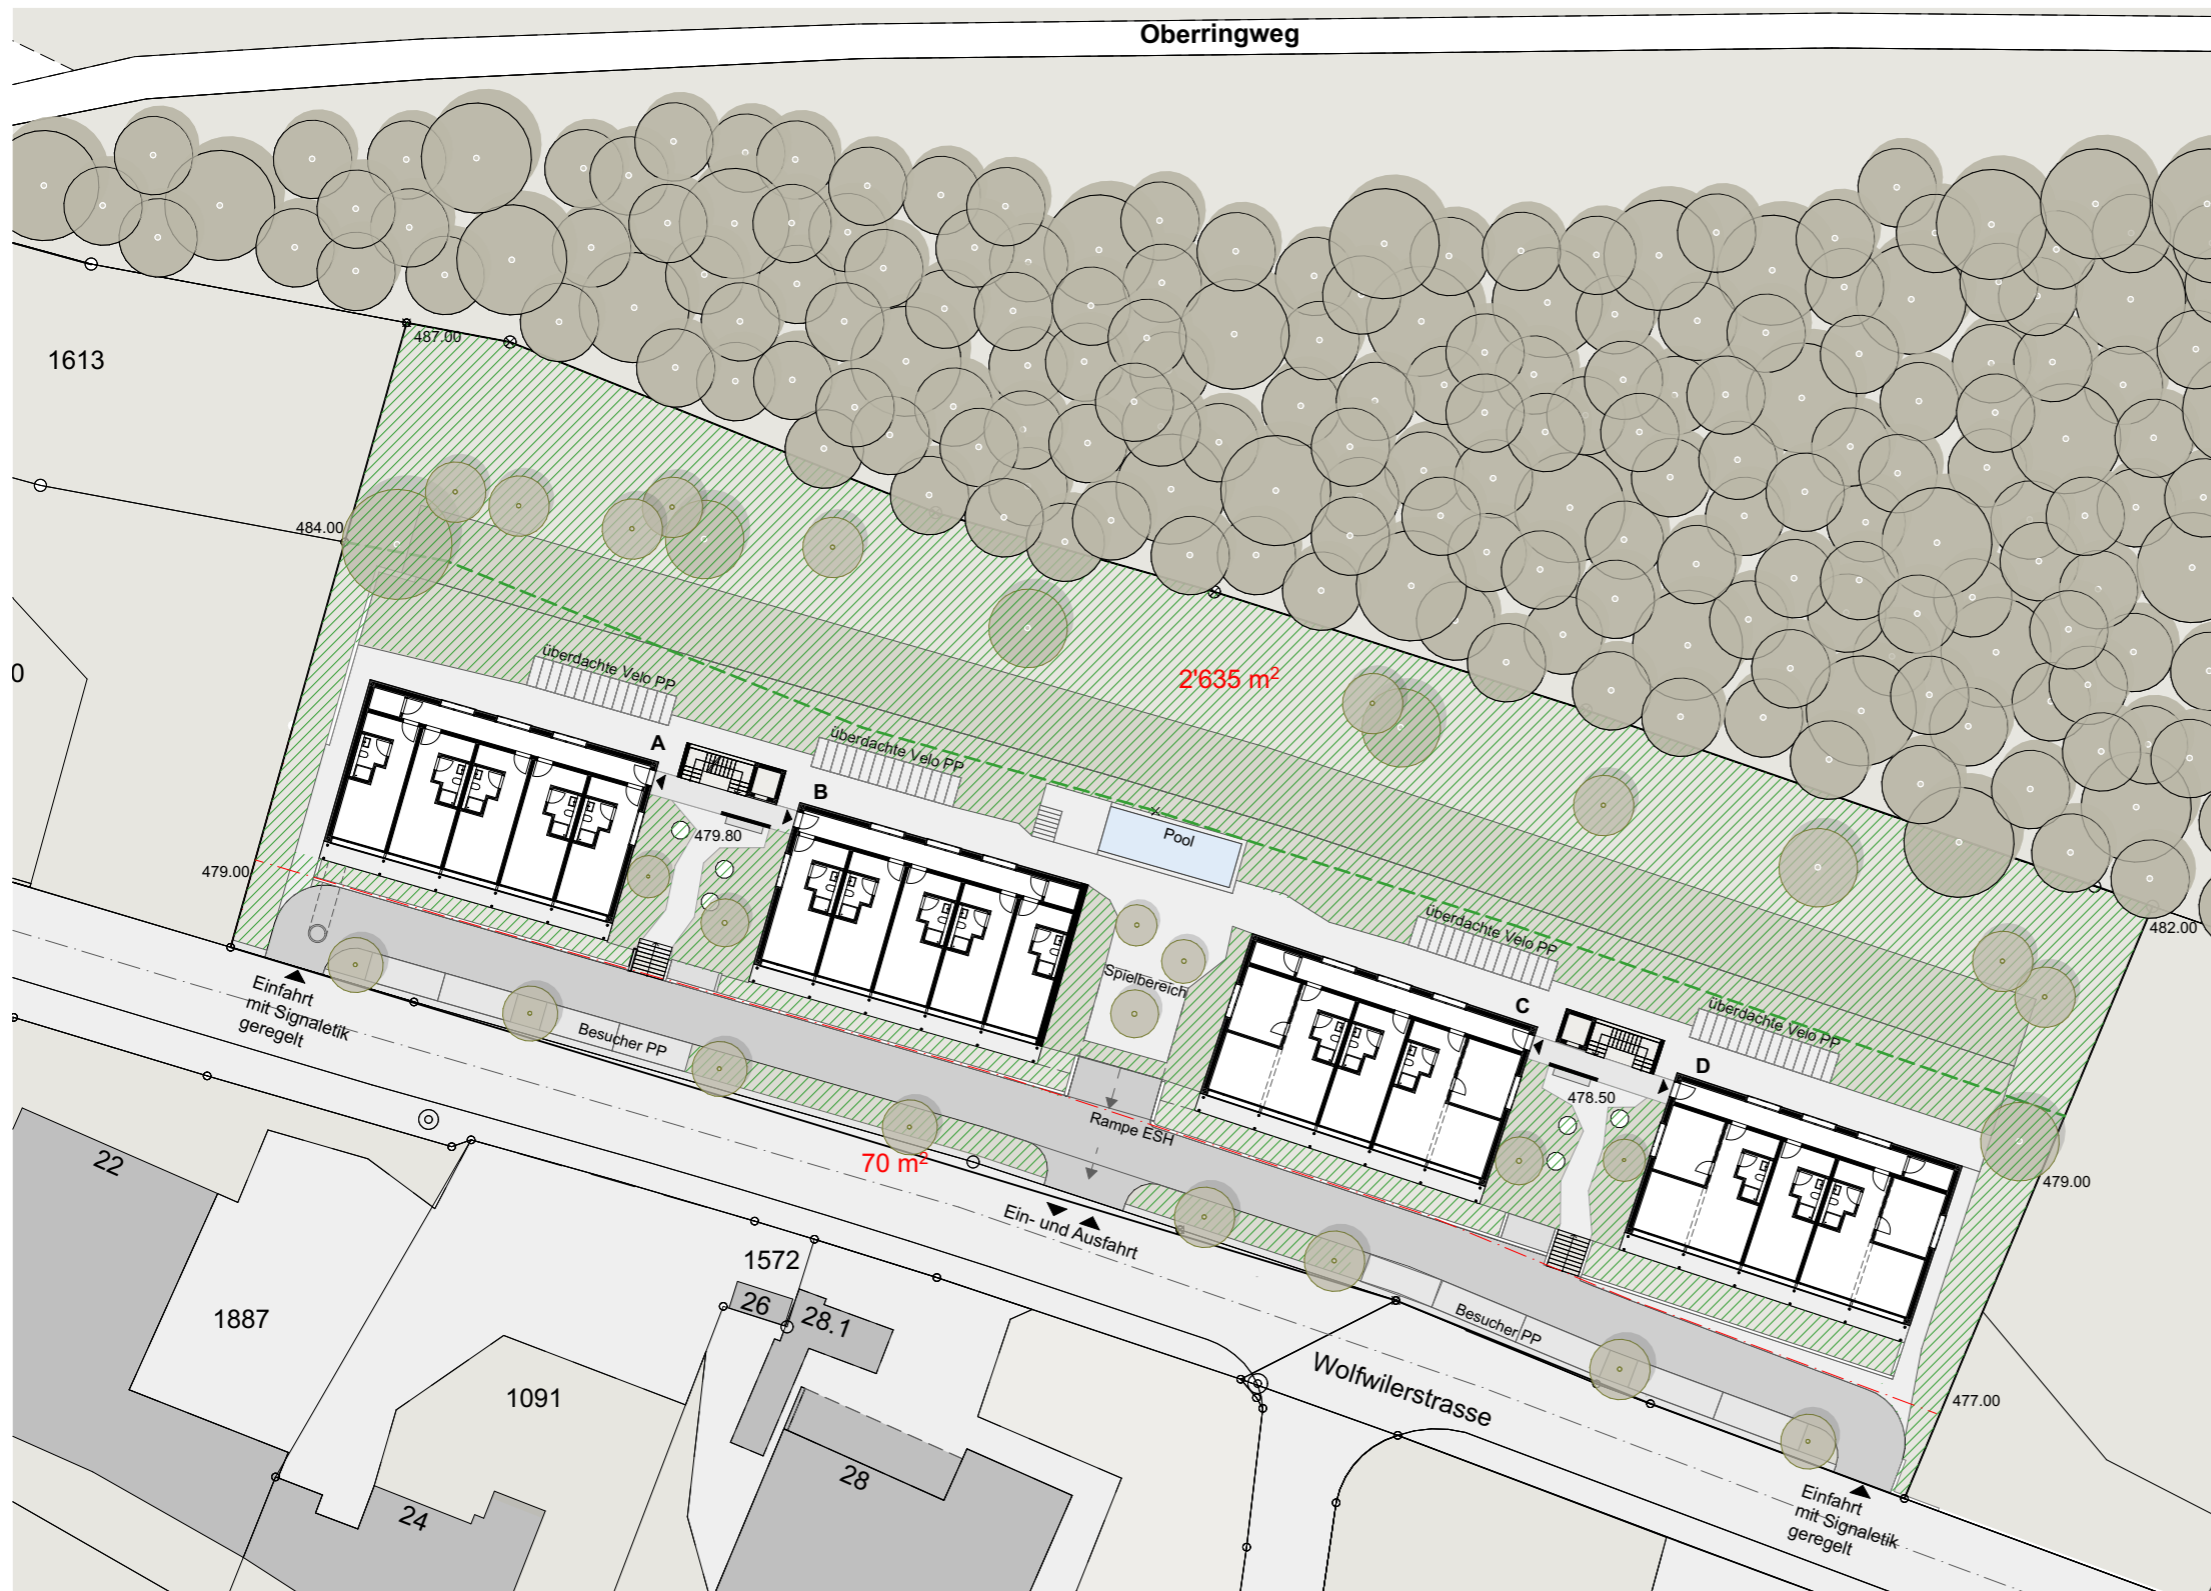 Oberringweg
1613
487.00
484.00
0
überdachte Velo PP
2'635 m²
A
überdachte Velo PP
B
479.80
Pool
479.00
überdachte Velo PP
482.00
Einfahrt
mit Signaletik
geregelt
Spielbereich
C
überdachte Velo PP
Besucher PP
D
478.50
Rampe ESH
22
70 m²
479.00
Ein- und Ausfahrt
1572
26
28.1
1887
Besucher PP
1091
Wolfwilerstrasse
477.00
28
24
Einfahrt
mit Signaletik
geregelt